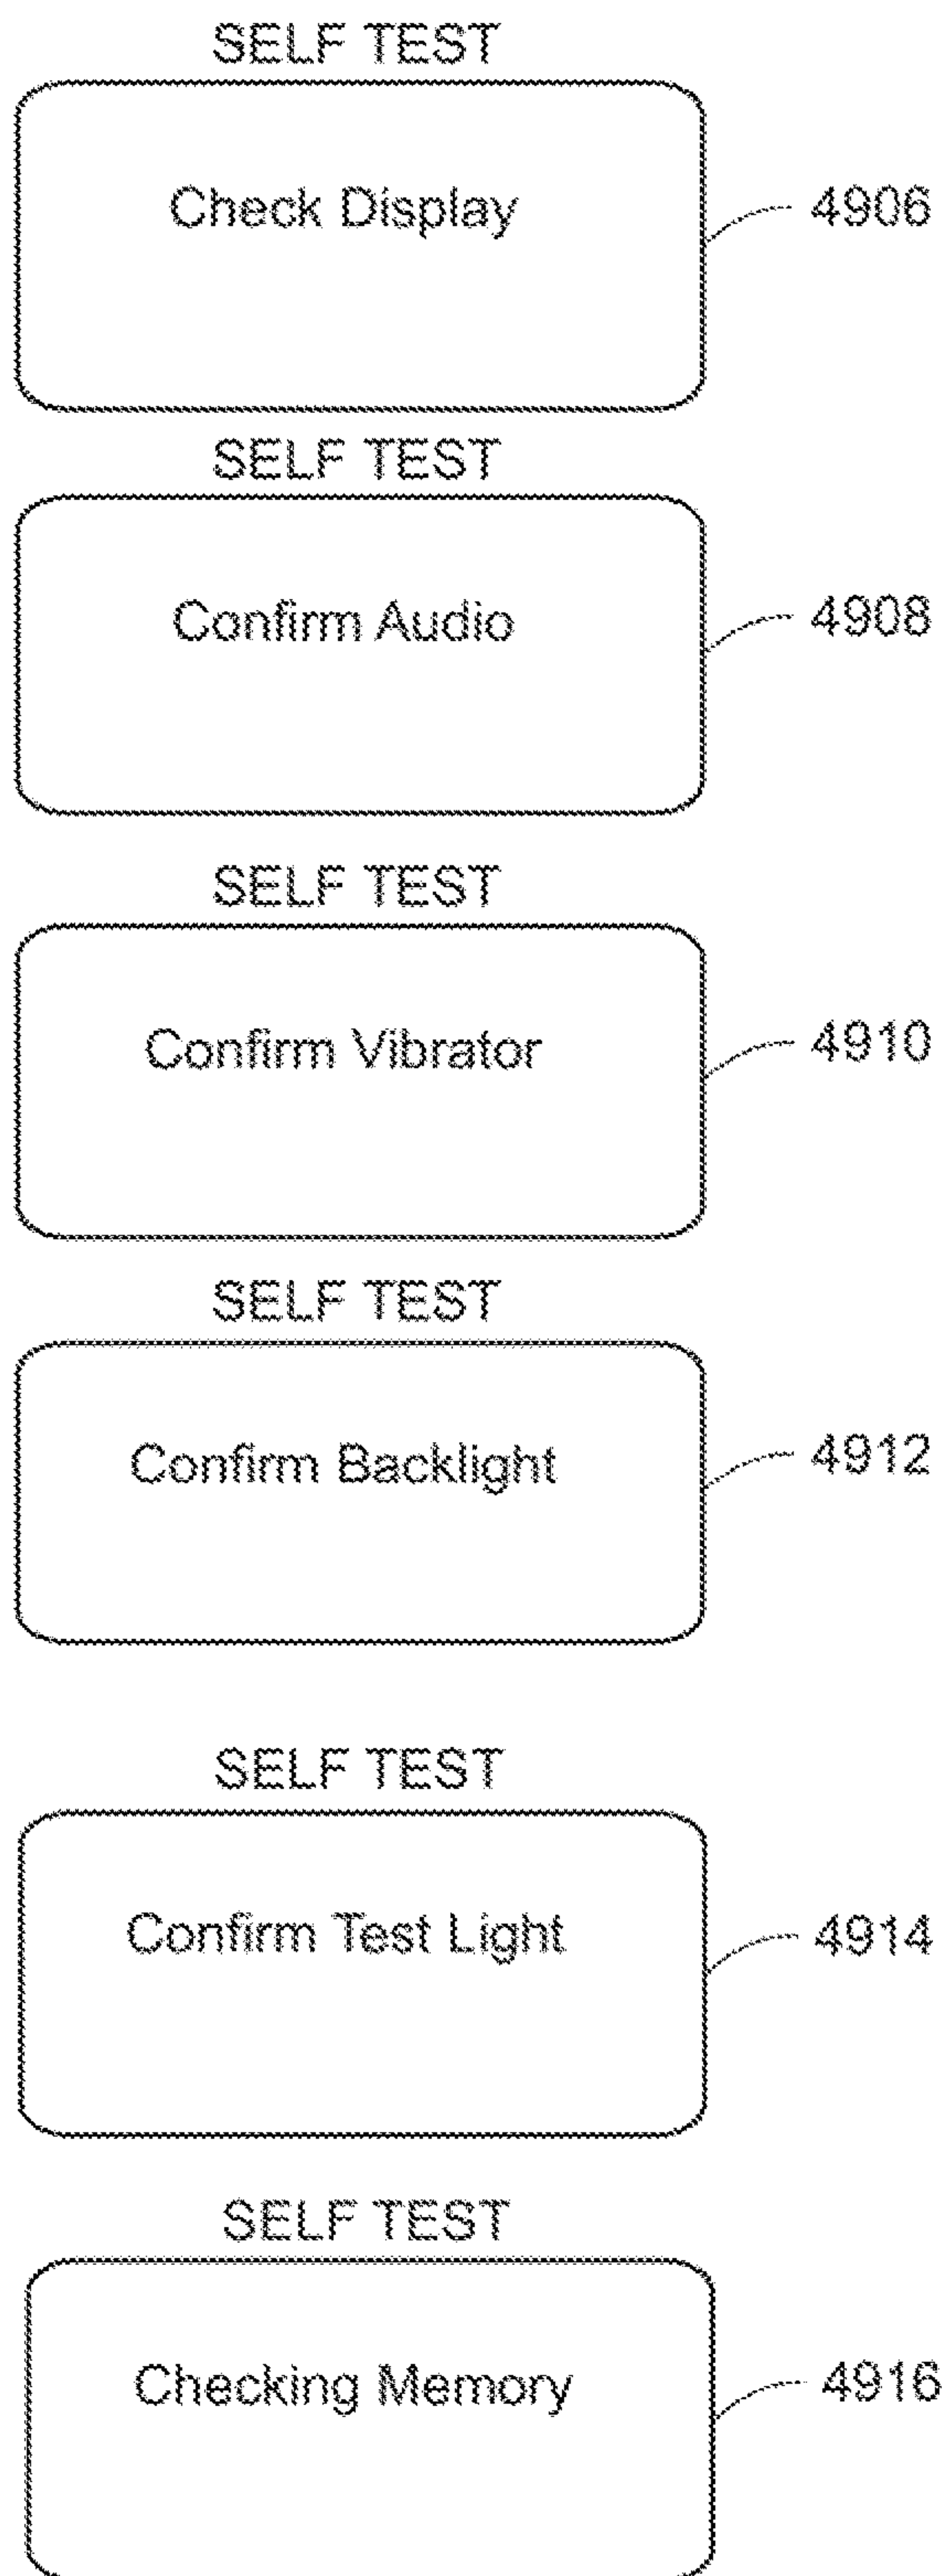 SELF TEST
Check Display
4906
SELF TEST
Confirm Audio
4908
SELF TEST
Confirm Vibrator
4910
SELF TEST
Confirm Backlight
4912
SELF TEST
Confirm Test Light
4914
SELF TEST
Checking Memory
4916